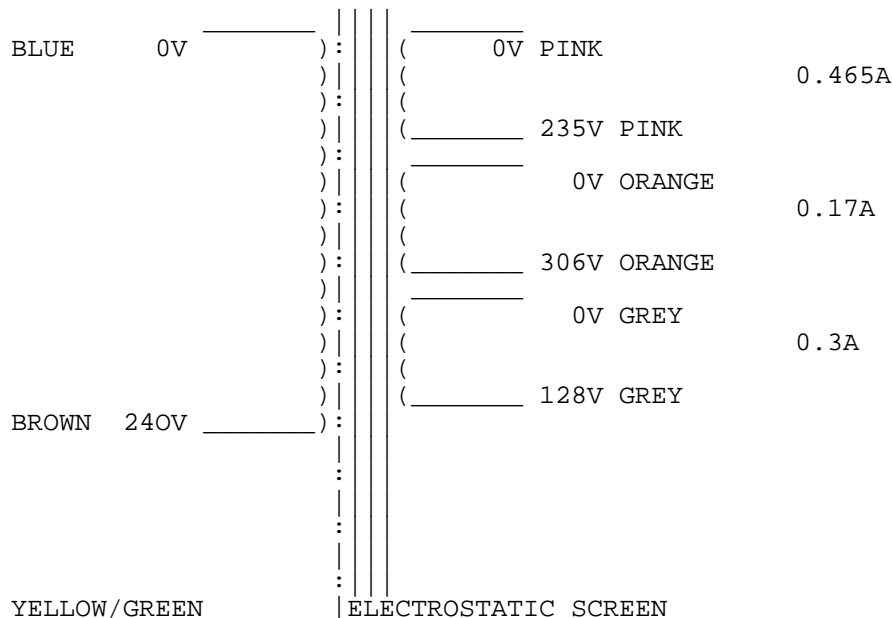 BLUE 0V 0V PINK
0.465A
235V PINK
0V ORANGE
0.17A
306V ORANGE
0V GREY
0.3A
128V GREY
BROWN 24OV
YELLOW/GREEN ELECTROSTATIC SCREEN